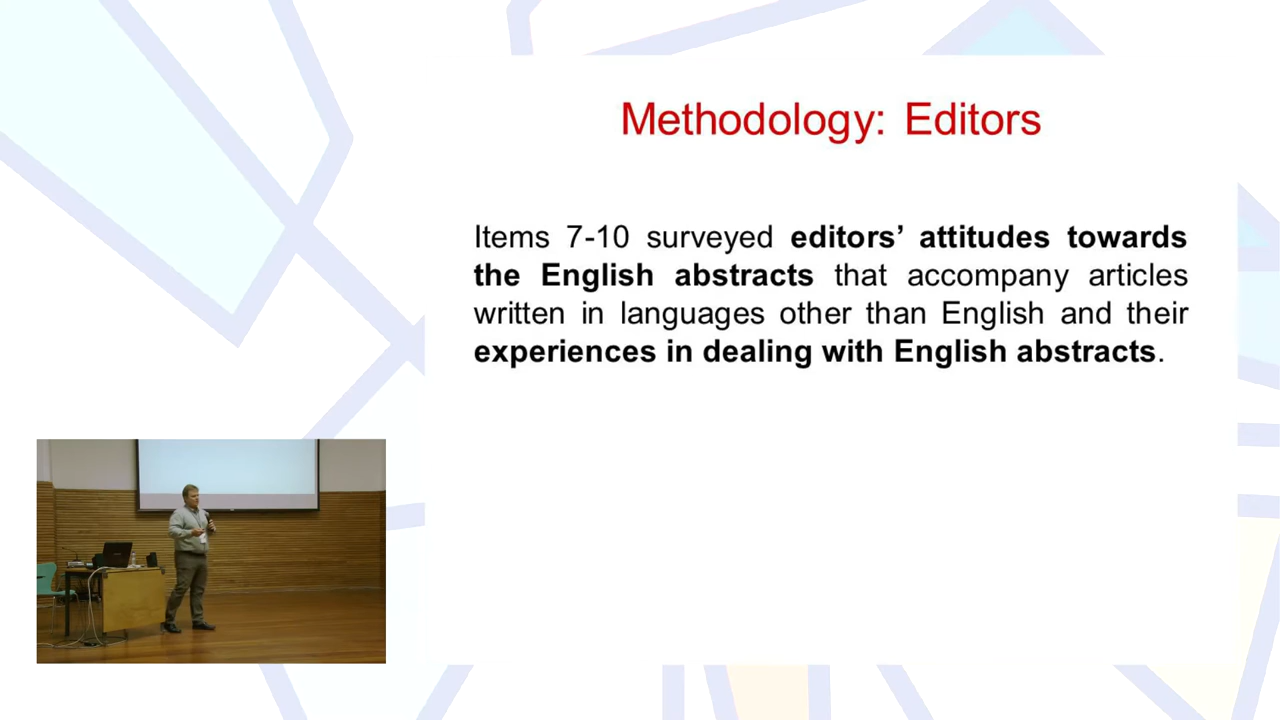 Methodology: Editors
Items 7-10 surveyed editors’ attitudes towards
the English abstracts that accompany articles
written in languages other than English and their
experiences in dealing with English abstracts.